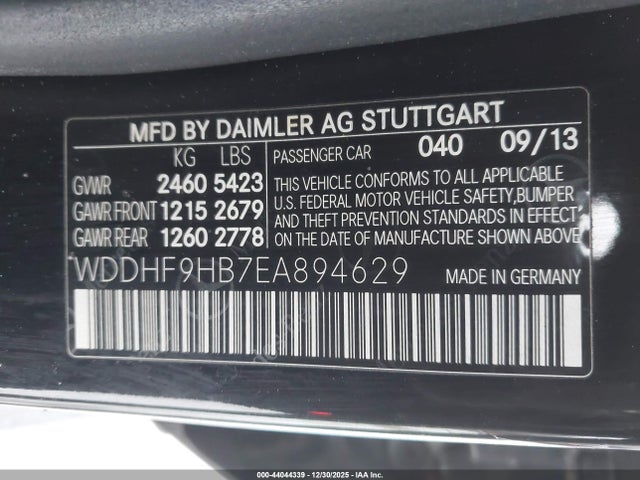 MFD BY DAIMLER AG STUTTGART
KG LBS PASSENGER CAR 040 09/13
GVWR 2460 5423
GAWR FRONT 1215 2679
GAWR REAR 1260 2778
THIS VEHICLE CONFORMS TO ALL APPLICABLE
U.S. FEDERAL MOTOR VEHICLE SAFETY, BUMPER
AND THEFT PREVENTION STANDARDS IN EFFECT
ON THE DATE OF MANUFACTURE SHOWN ABOVE.
WDDHF9HB7EA894629 MADE IN GERMANY
000-44044339 - 12/30/2025 - IAA Inc.